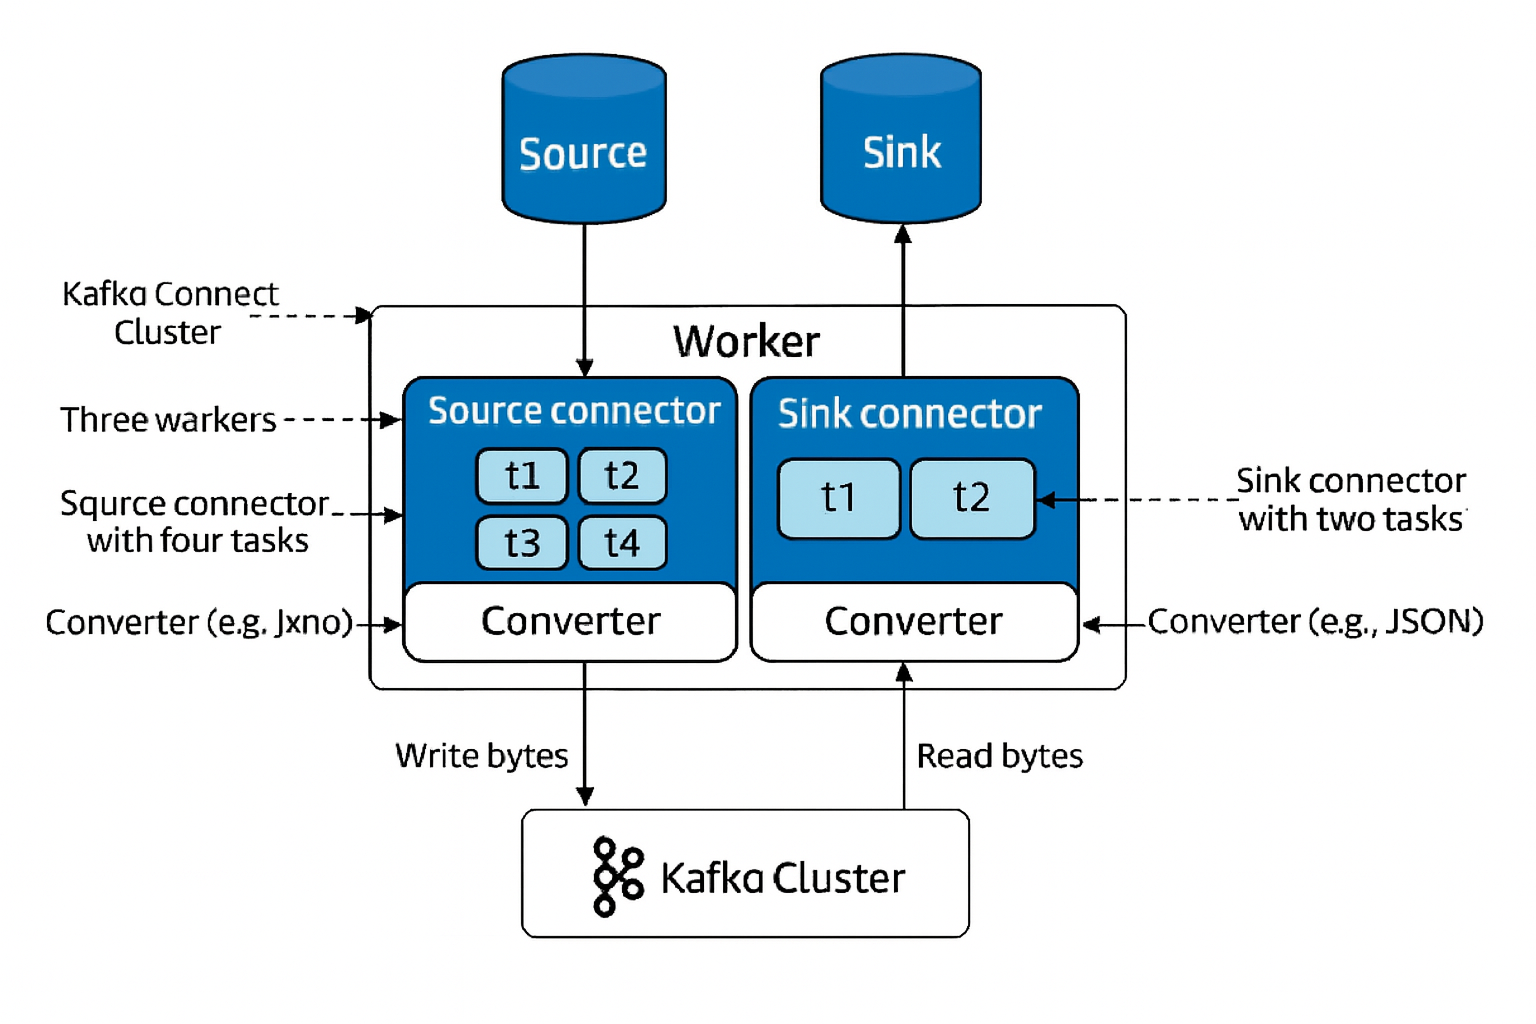 Source
Sink
Kafka Connect
Cluster
Worker
Three warkers
Source connector
Sink connector
t1 t2
t3 t4
t1 t2
Squrce connector
with four tasks
Sink connector
with two tasks
Converter (e.g. Jxno)
Converter
Converter
Converter (e.g., JSON)
Write bytes
Read bytes
Kafka Cluster